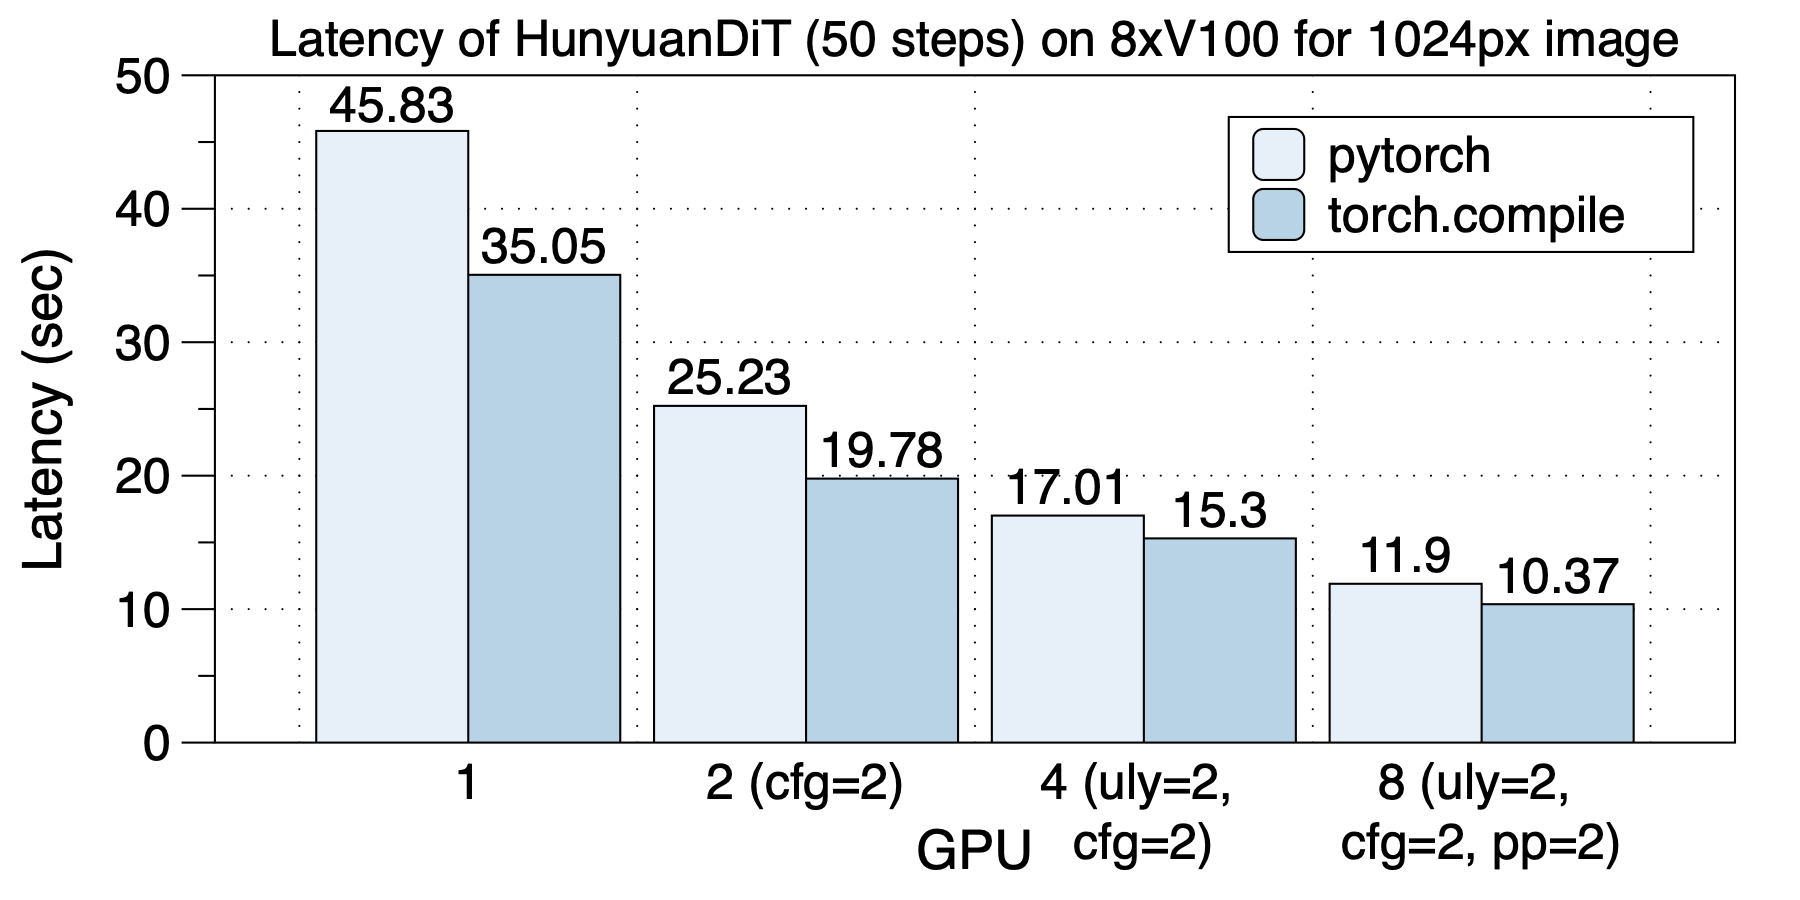 Latency of HunyuanDiT (50 steps) on 8xV100 for 1024px image
Latency (sec)
50
40
30
20
10
0
pytorch
torch.compile
45.83
35.05
25.23
19.78
17.01
15.3
11.9
10.37
1
2 (cfg=2)
4 (uly=2,
cfg=2)
8 (uly=2,
cfg=2, pp=2)
GPU